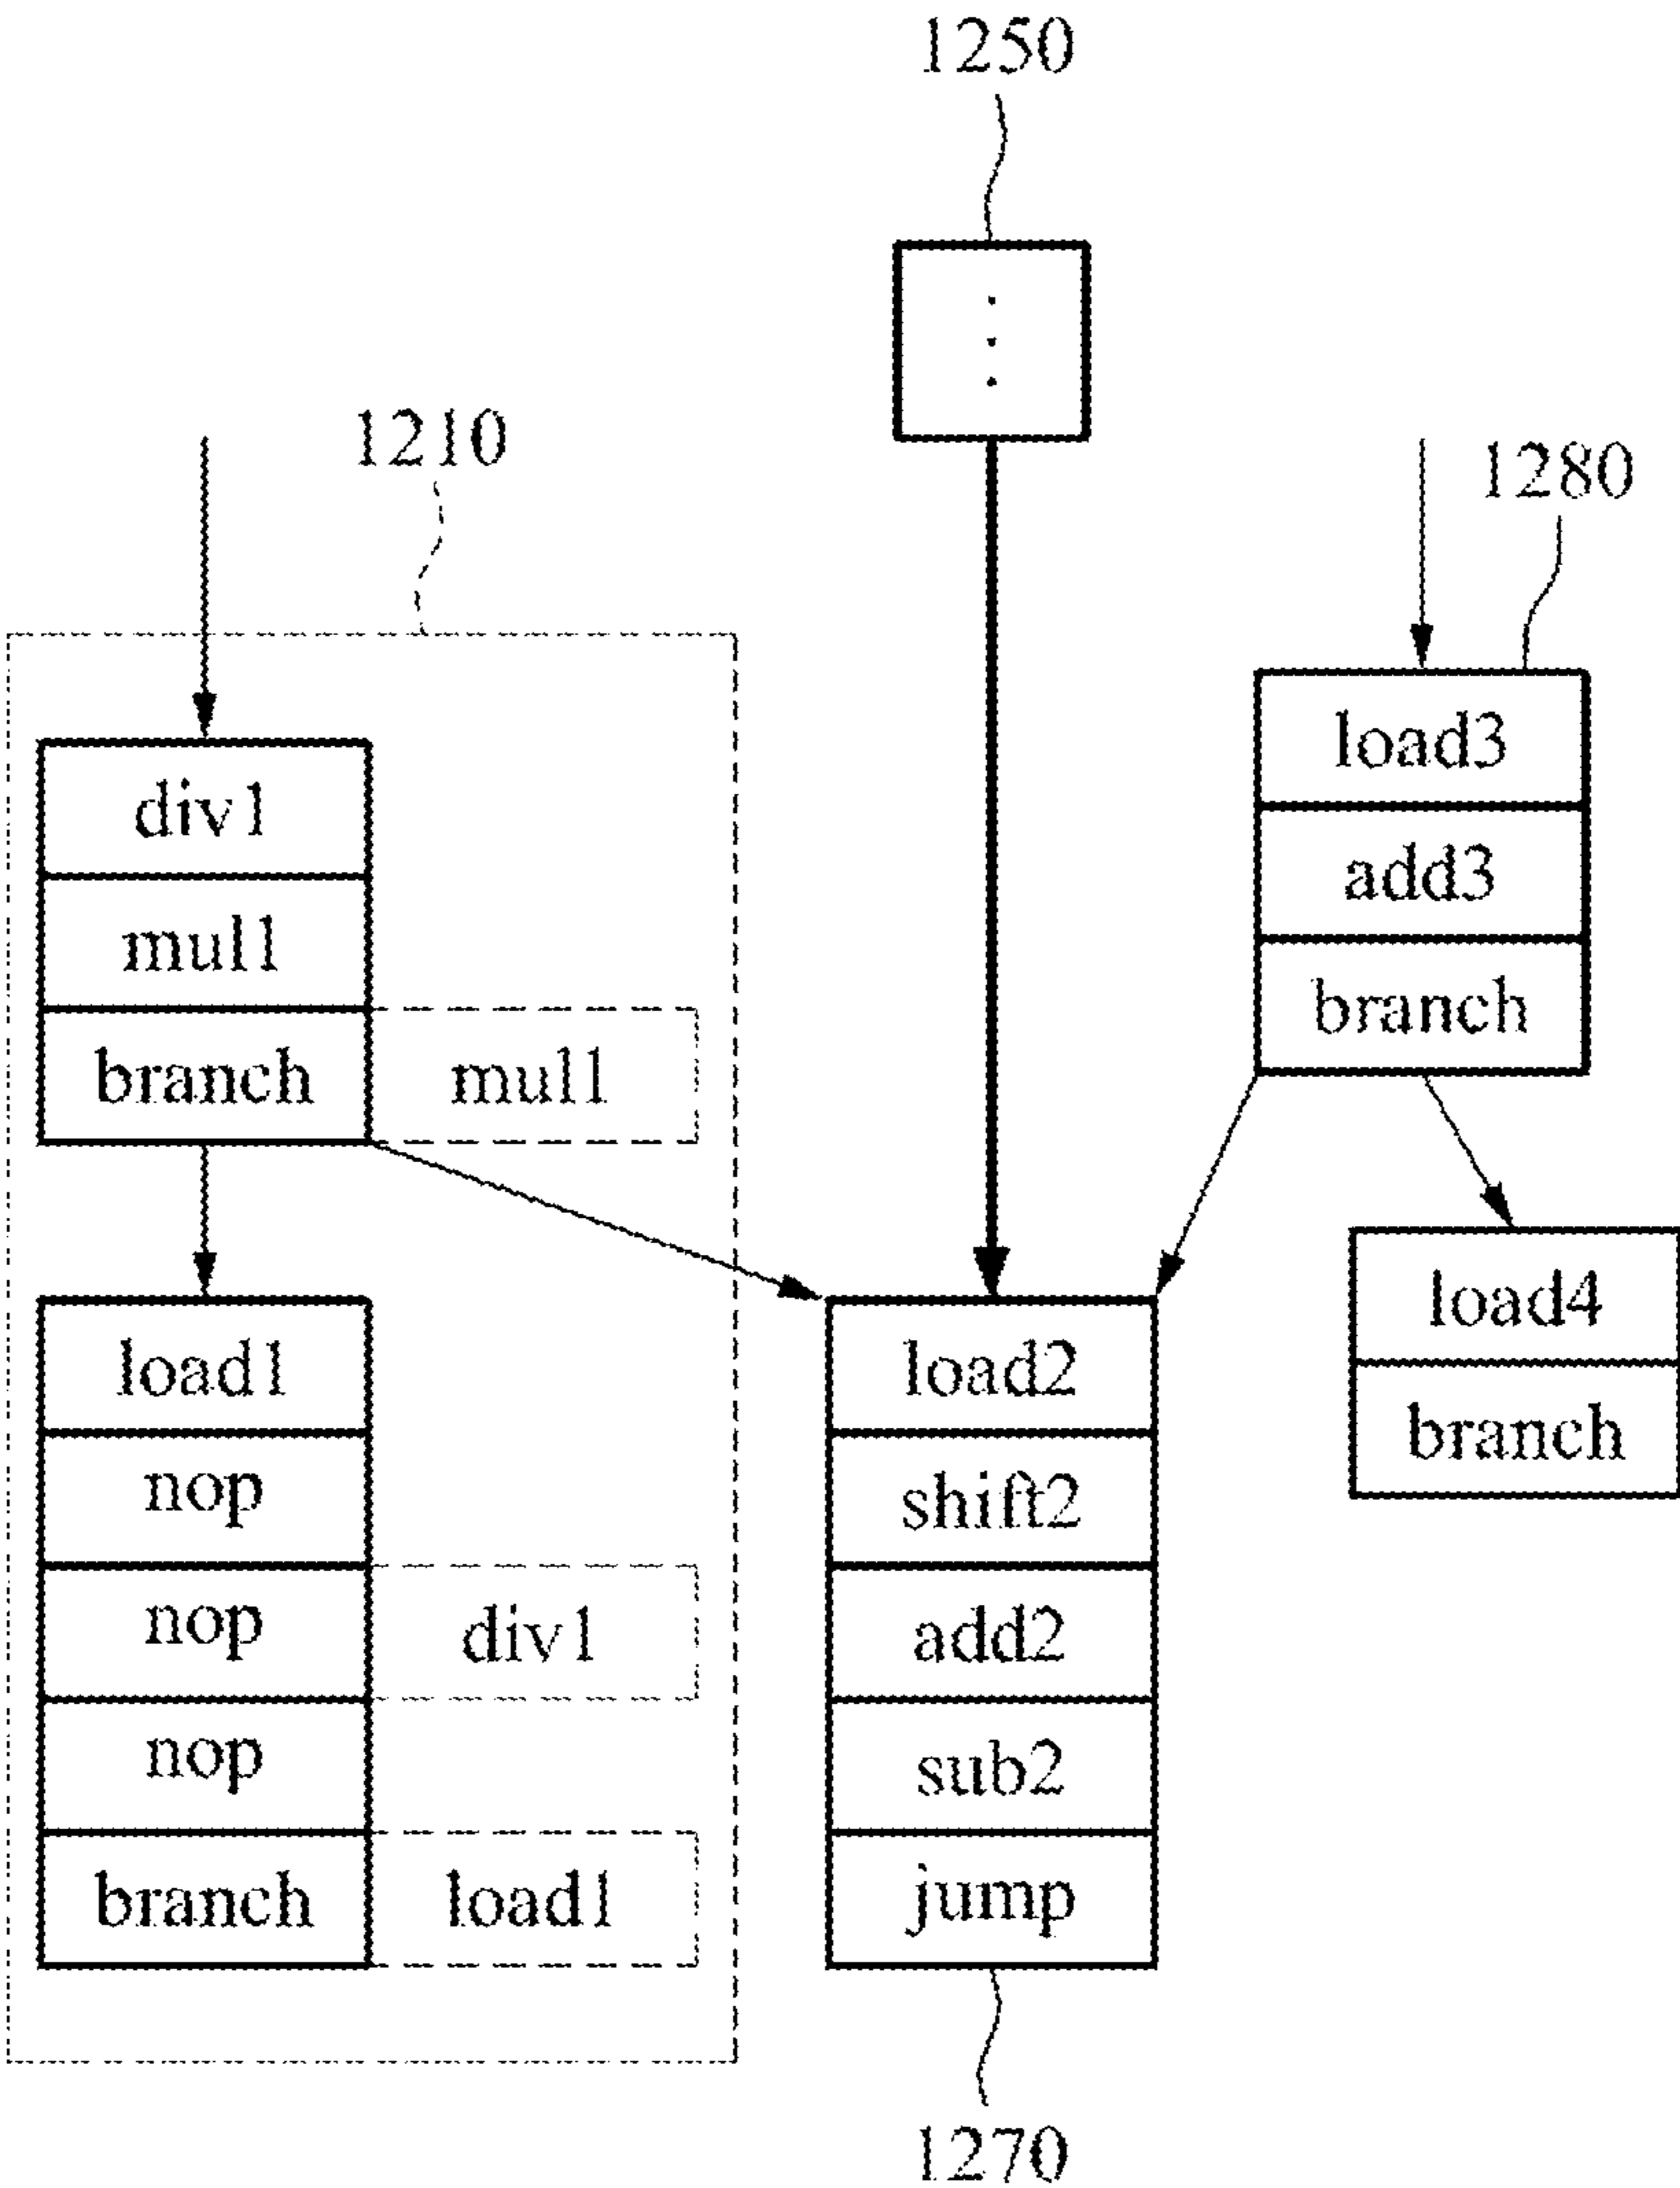 1250
⋮
1210
1280
div1
mul1
branch mul1
load3
add3
branch
load1
nop
nop div1
nop
branch load1
load2
shift2
add2
sub2
jump
load4
branch
1270